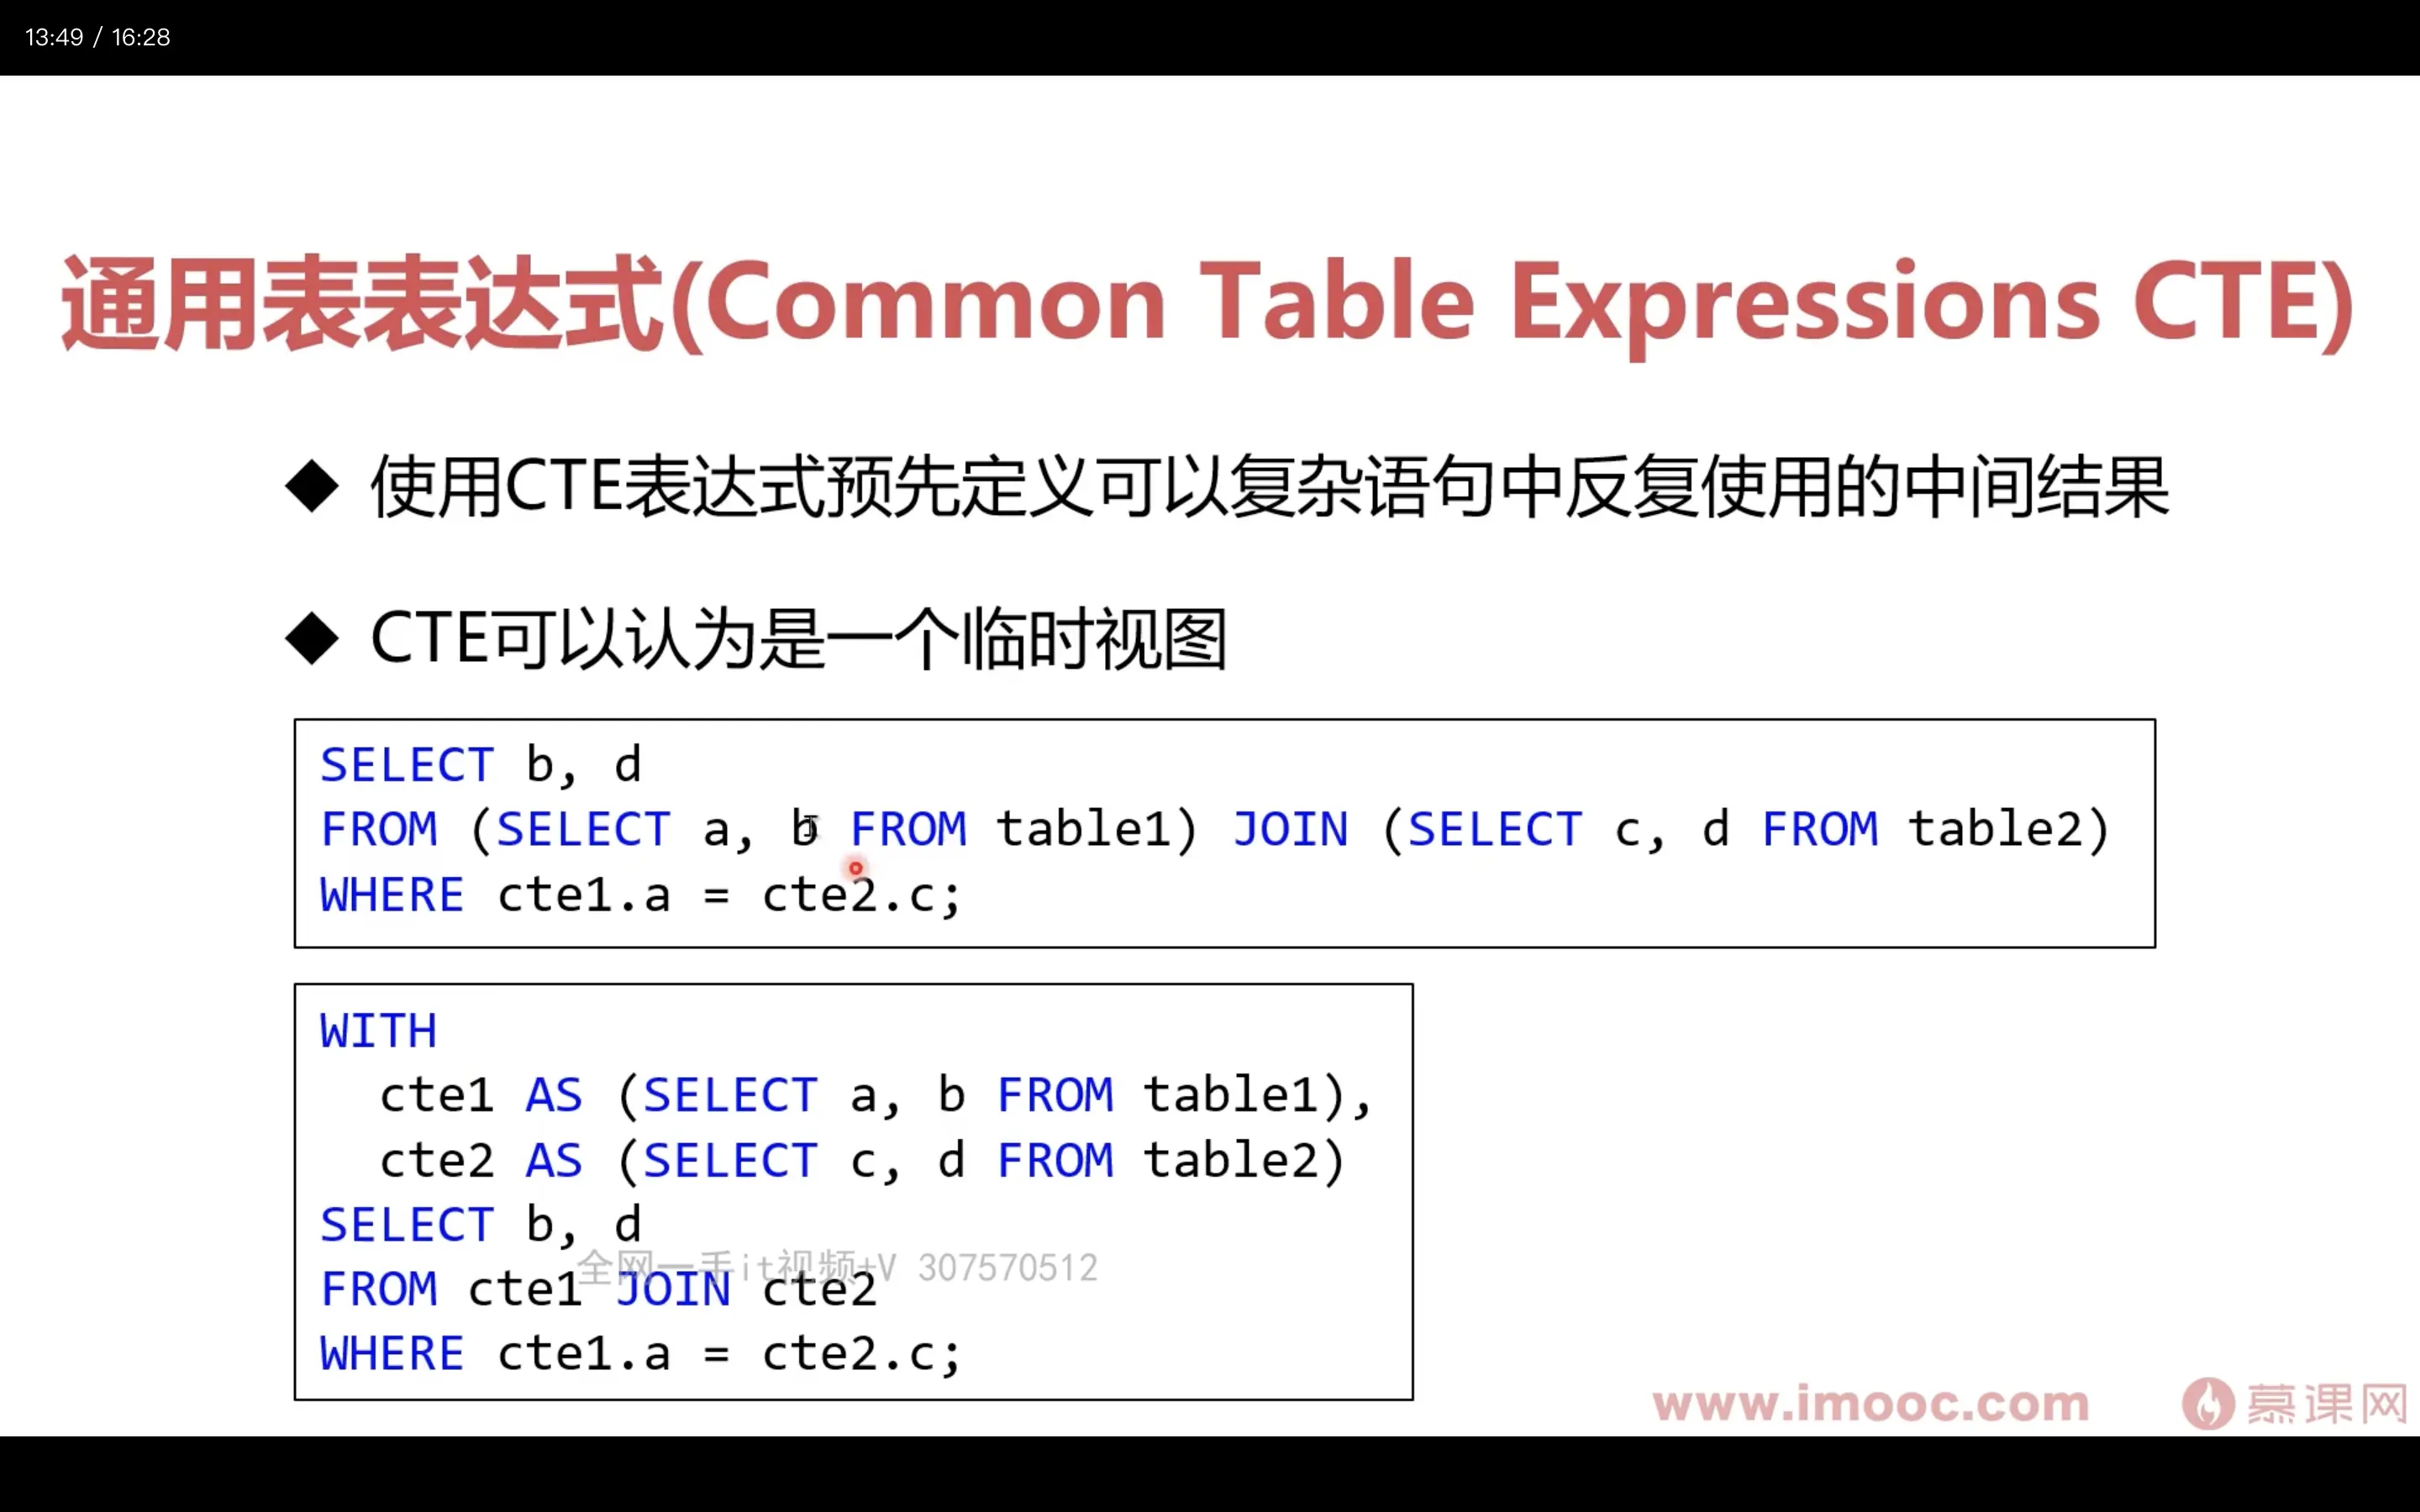 13:49 / 16:28
通用表表达式(Common Table Expressions CTE)
◆ 使用CTE表达式预先定义可以复杂语句中反复使用的中间结果
◆ CTE可以认为是一个临时视图
SELECT b, d
FROM (SELECT a, b FROM table1) JOIN (SELECT c, d FROM table2)
WHERE cte1.a = cte2.c;
WITH
cte1 AS (SELECT a, b FROM table1),
cte2 AS (SELECT c, d FROM table2)
SELECT b, d
全网一手it视频+V 307570512
FROM cte1 JOIN cte2
WHERE cte1.a = cte2.c;
www.imooc.com 慕课网